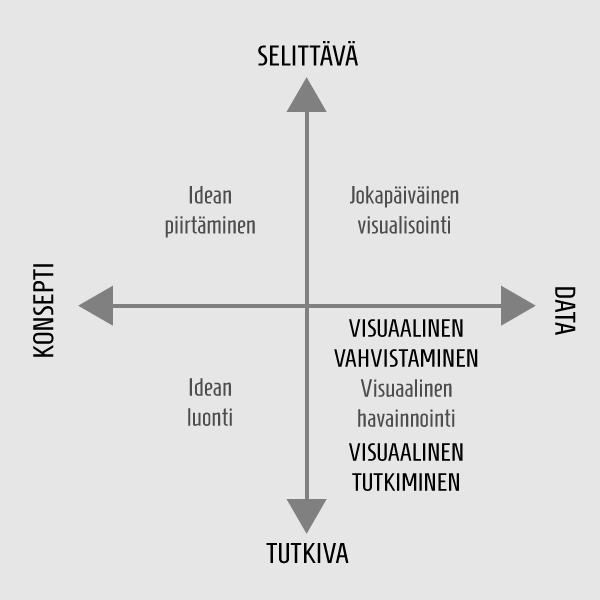 SELITTÄVÄ
Idean
piirtäminen
Jokapäiväinen
visualisointi
KONSEPTI
DATA
VISUAALINEN
VAHVISTAMINEN
Idean
luonti
Visuaalinen
havainnointi
VISUAALINEN
TUTKIMINEN
TUTKIVA